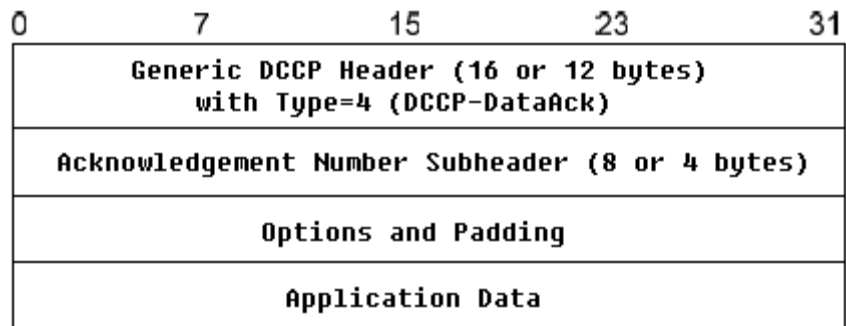 0 7 15 23 31
Generic DCCP Header (16 or 12 bytes)
with Type=4 (DCCP-DataAck)
Acknowledgement Number Subheader (8 or 4 bytes)
Options and Padding
Application Data